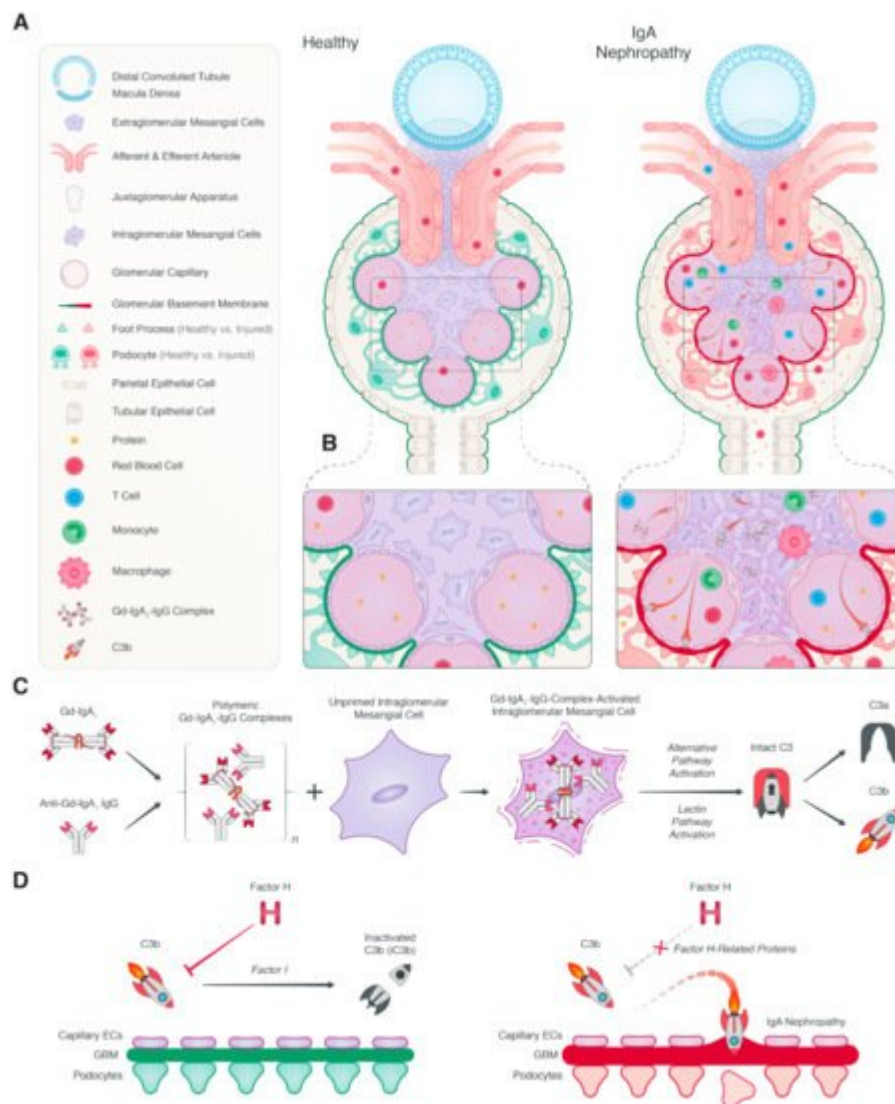 A
Healthy
IgA
Nephropathy
Distal Convoluted Tubule
Macula Densa
Extraglomerular Mesangial Cells
Afferent & Efferent Arteriole
Juxtaglomerular Apparatus
Intraglomerular Mesangial Cells
Glomerular Capillary
Glomerular Basement Membrane
Foot Process (Healthy vs. Injured)
Podocyte (Healthy vs. Injured)
Parietal Epithelial Cell
Tubular Epithelial Cell
Protein
Red Blood Cell
T Cell
Monocyte
Macrophage
Gd-IgA₁-IgG Complex
C3b
B
C
Gd-IgA₁
Anti-Gd-IgA₁ IgG
Polymeric
Gd-IgA₁-IgG Complexes
n
+
Unprimed Intraglomerular
Mesangial Cell
Gd-IgA₁-IgG-Complex-Activated
Intraglomerular Mesangial Cell
Alternative
Pathway
Activation
Lectin
Pathway
Activation
Intact C3
C3a
C3b
D
Factor H
C3b
Factor I
Inactivated
C3b (iC3b)
Capillary ECs
GBM
Podocytes
Factor H
C3b
Factor H-Related Proteins
IgA Nephropathy
Capillary ECs
GBM
Podocytes